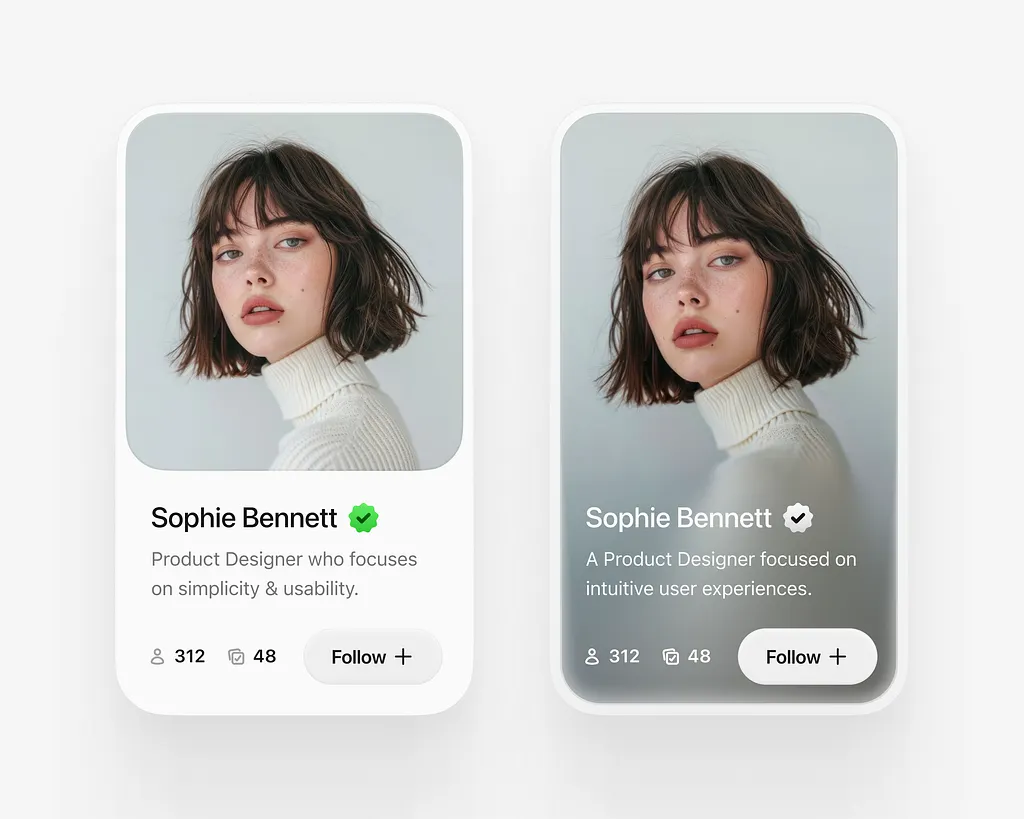 Sophie Bennett
Product Designer who focuses
on simplicity & usability.
312 48 Follow
Sophie Bennett
A Product Designer focused on
intuitive user experiences.
312 48 Follow